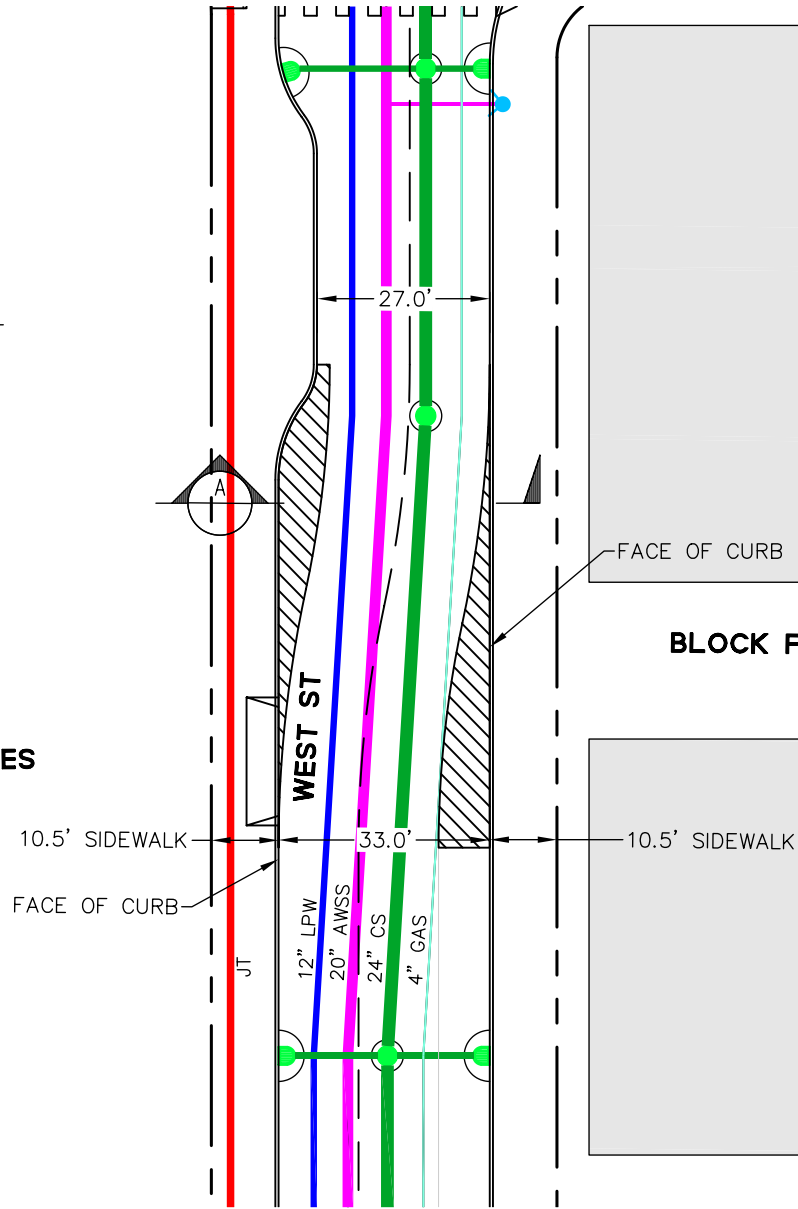 27.0'
A
FACE OF CURB
BLOCK F
WEST ST
ES
10.5' SIDEWALK
33.0'
10.5' SIDEWALK
FACE OF CURB
12" LPW
20" AWSS
24" CS
4" GAS
JT